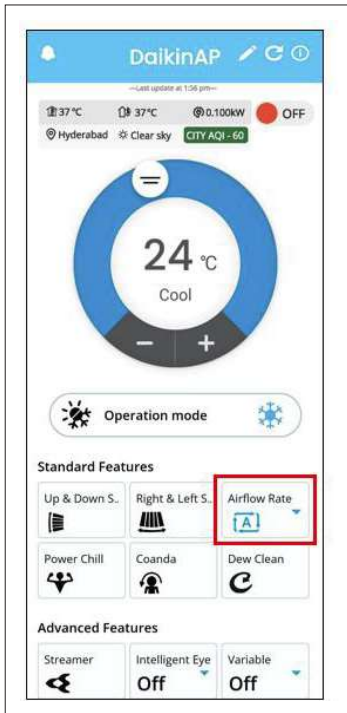 DaikinAP
—Last update at 1:56 pm—
37 °C 37°C 0.100kW OFF
Hyderabad Clear sky CITY AQI - 60
24 °C
Cool
− +
Operation mode
Standard Features
Up & Down S.. Right & Left S.. Airflow Rate
A
Power Chill Coanda Dew Clean
Advanced Features
Streamer Intelligent Eye Variable
Off Off